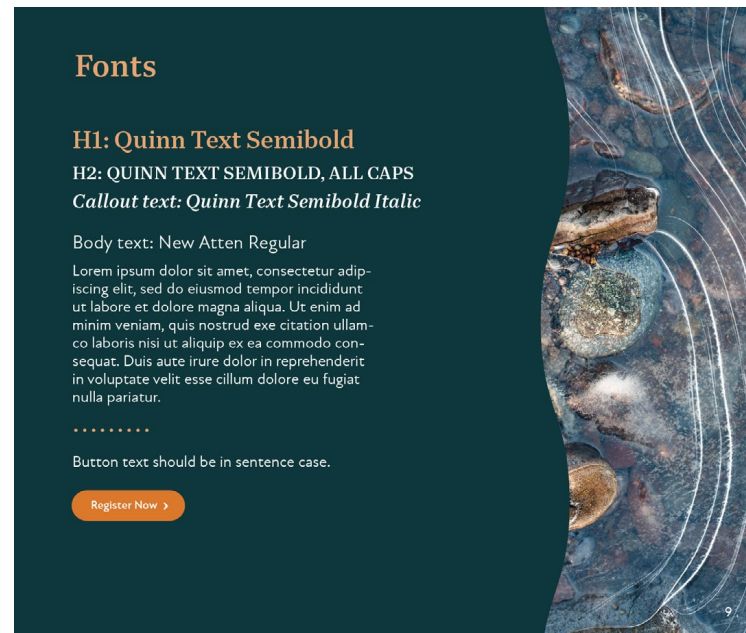 Fonts
H1: Quinn Text Semibold
H2: QUINN TEXT SEMIBOLD, ALL CAPS
Callout text: Quinn Text Semibold Italic
Body text: New Atten Regular
Lorem ipsum dolor sit amet, consectetur adip-
iscing elit, sed do eiusmod tempor incididunt
ut labore et dolore magna aliqua. Ut enim ad
minim veniam, quis nostrud exe citation ullam-
co laboris nisi ut aliquip ex ea commodo con-
sequat. Duis aute irure dolor in reprehenderit
in voluptate velit esse cillum dolore eu fugiat
nulla pariatur.
Button text should be in sentence case.
Register Now ›
9